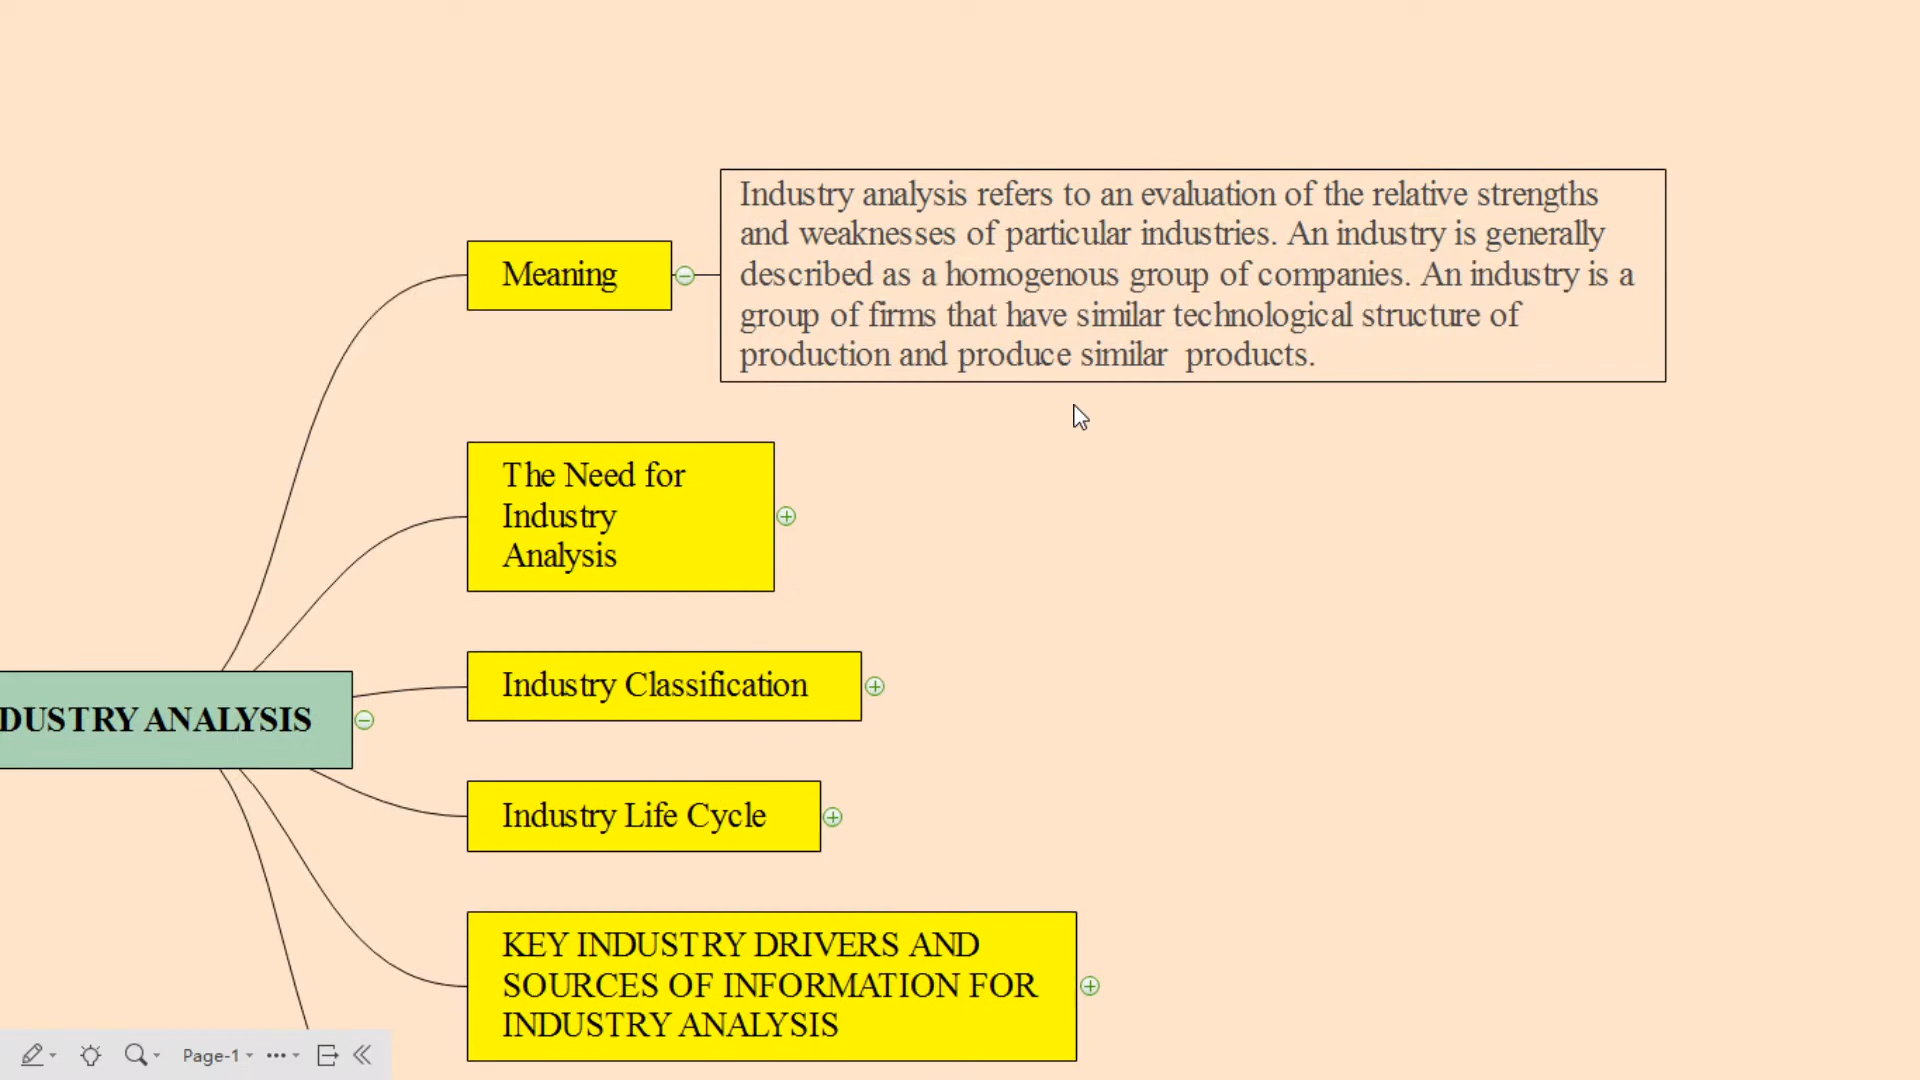 Industry analysis refers to an evaluation of the relative strengths
and weaknesses of particular industries. An industry is generally
described as a homogenous group of companies. An industry is a
group of firms that have similar technological structure of
production and produce similar products.
Meaning
The Need for
Industry
Analysis
Industry Classification
DUSTRY ANALYSIS
Industry Life Cycle
KEY INDUSTRY DRIVERS AND
SOURCES OF INFORMATION FOR
INDUSTRY ANALYSIS
Page-1